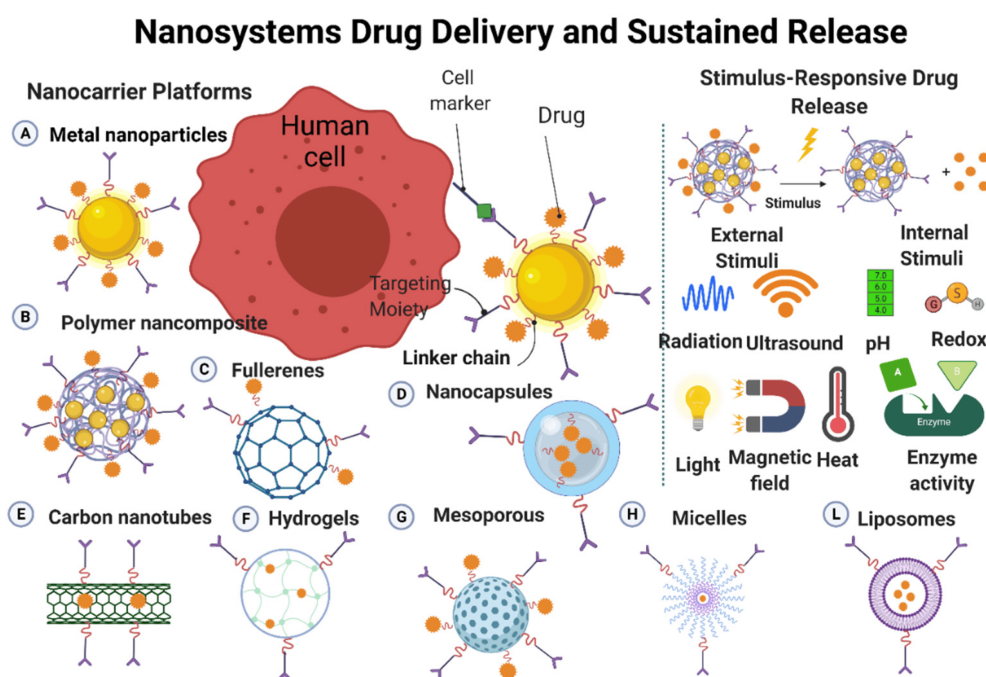 Nanosystems Drug Delivery and Sustained Release
Nanocarrier Platforms
A Metal nanoparticles
Human
cell
Cell
marker
Drug
Targeting
Moiety
Linker chain
B Polymer nancomposite
C Fullerenes
D Nanocapsules
E Carbon nanotubes
F Hydrogels
G Mesoporous
H Micelles
L Liposomes
Stimulus-Responsive Drug
Release
Stimulus
+
External
Stimuli
Internal
Stimuli
7.0
6.0
5.0
4.0
G
S
H
Radiation
Ultrasound
pH
Redox
A
B
Enzyme
Light
Magnetic
field
Heat
Enzyme
activity